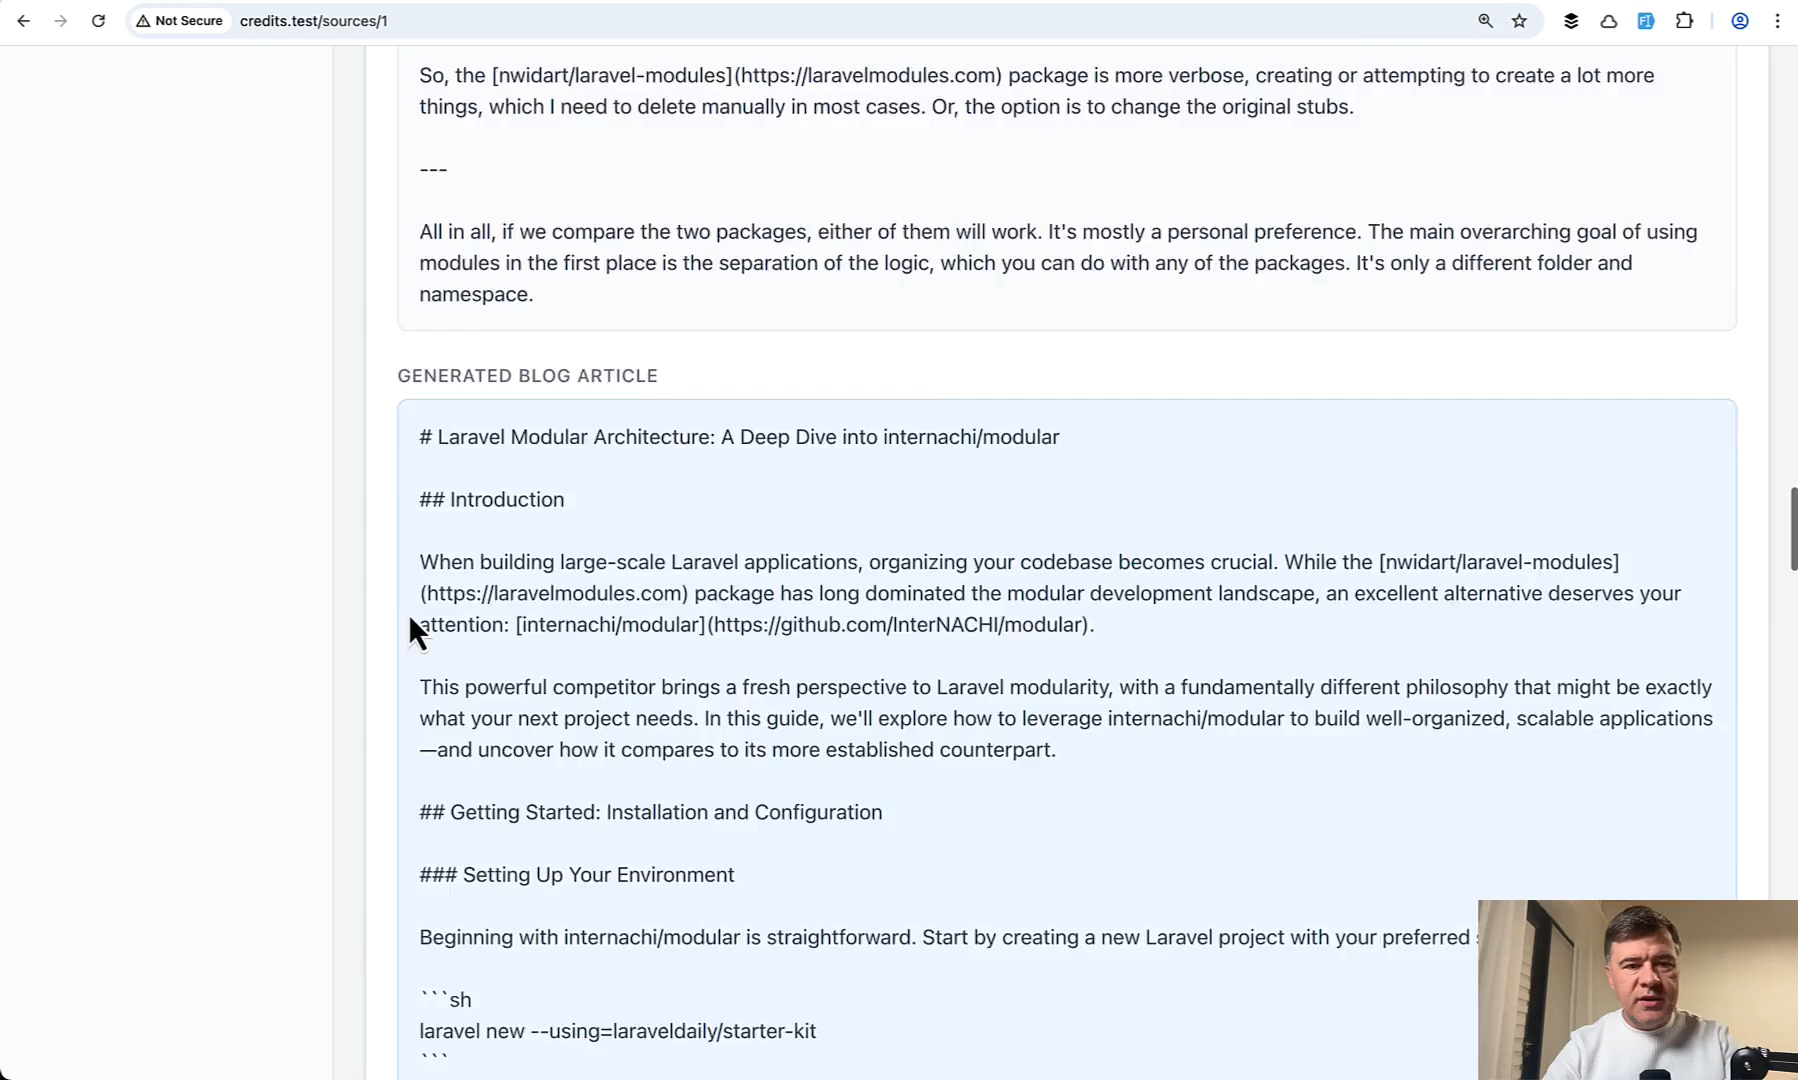 Not Secure
credits.test/sources/1
So, the [nwidart/laravel-modules](https://laravelmodules.com) package is more verbose, creating or attempting to create a lot more
things, which I need to delete manually in most cases. Or, the option is to change the original stubs.
---
All in all, if we compare the two packages, either of them will work. It's mostly a personal preference. The main overarching goal of using
modules in the first place is the separation of the logic, which you can do with any of the packages. It's only a different folder and
namespace.
GENERATED BLOG ARTICLE
# Laravel Modular Architecture: A Deep Dive into internachi/modular
## Introduction
When building large-scale Laravel applications, organizing your codebase becomes crucial. While the [nwidart/laravel-modules]
(https://laravelmodules.com) package has long dominated the modular development landscape, an excellent alternative deserves your
attention: [internachi/modular](https://github.com/InterNACHI/modular).
This powerful competitor brings a fresh perspective to Laravel modularity, with a fundamentally different philosophy that might be exactly
what your next project needs. In this guide, we'll explore how to leverage internachi/modular to build well-organized, scalable applications
—and uncover how it compares to its more established counterpart.
## Getting Started: Installation and Configuration
### Setting Up Your Environment
Beginning with internachi/modular is straightforward. Start by creating a new Laravel project with your preferred
```sh
laravel new --using=laraveldaily/starter-kit
```